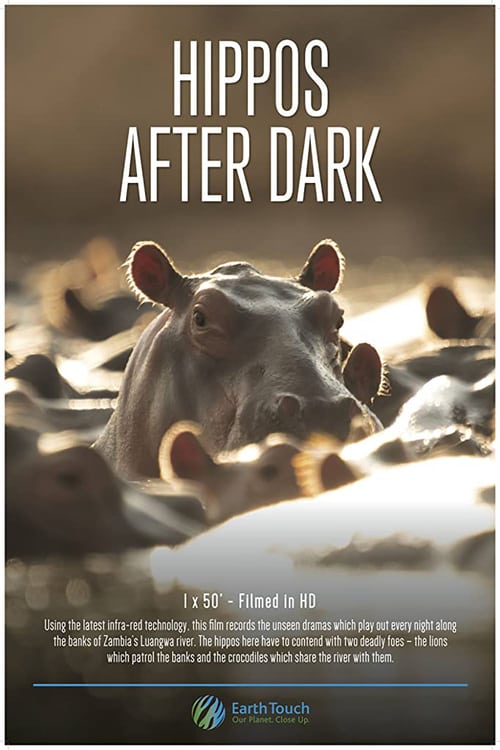 HIPPOS
AFTER DARK
1 x 50' - Filmed in HD
Using the latest infra-red technology, this film records the unseen dramas which play out every night along
the banks of Zambia's Luangwa river. The hippos here have to contend with two deadly foes – the lions
which patrol the banks and the crocodiles which share the river with them.
EarthTouch
Our Planet. Close Up.